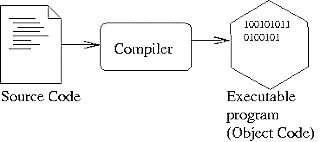 100101011
0100101
Compiler
Source Code
Executable
program
(Object Code)